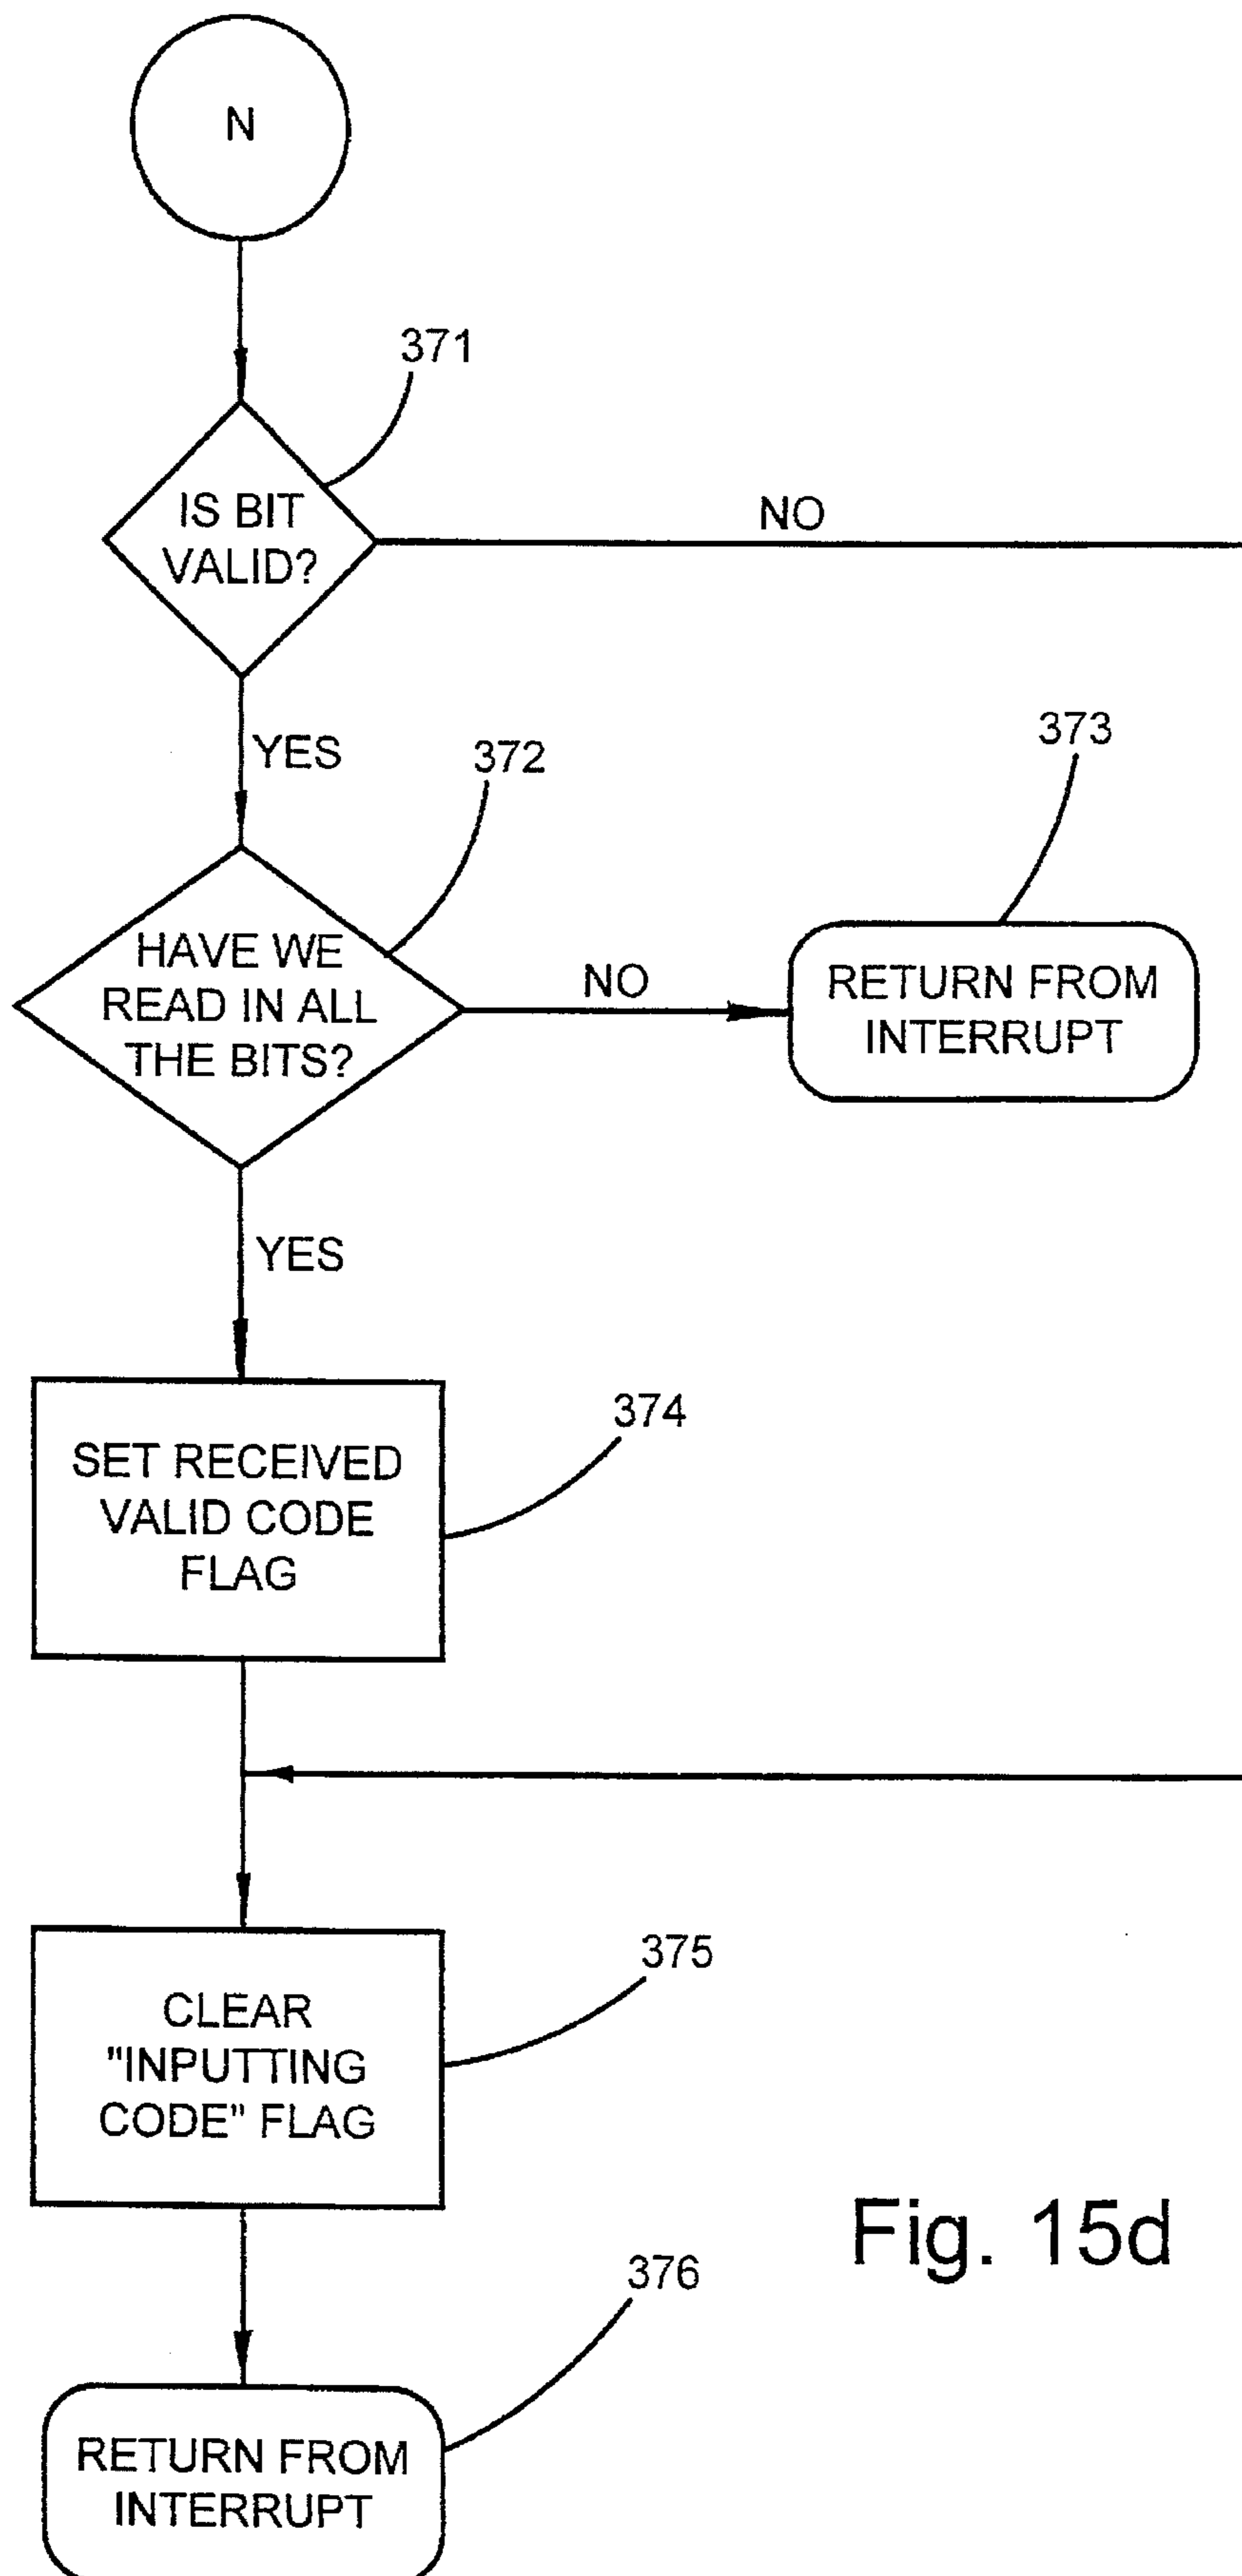 N
371
IS BIT
VALID?
NO
YES
372
373
HAVE WE
READ IN ALL
THE BITS?
NO
RETURN FROM
INTERRUPT
YES
374
SET RECEIVED
VALID CODE
FLAG
375
CLEAR
"INPUTTING
CODE" FLAG
Fig. 15d
376
RETURN FROM
INTERRUPT